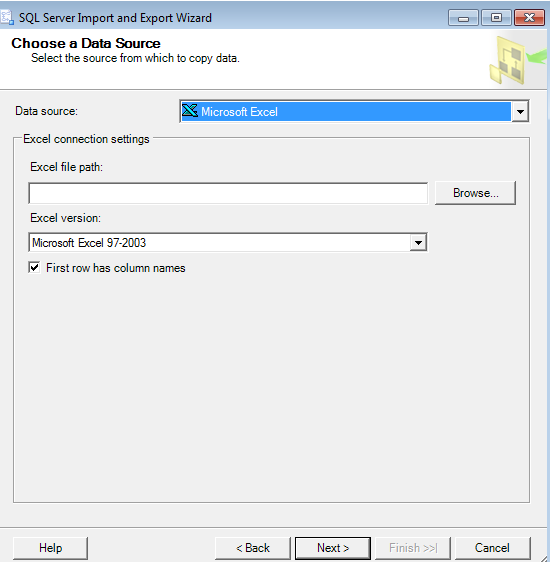 SQL Server Import and Export Wizard
Choose a Data Source
Select the source from which to copy data.
Data source:
Microsoft Excel
Excel connection settings
Excel file path:
Browse...
Excel version:
Microsoft Excel 97-2003
First row has column names
Help
< Back
Next >
Finish >>|
Cancel